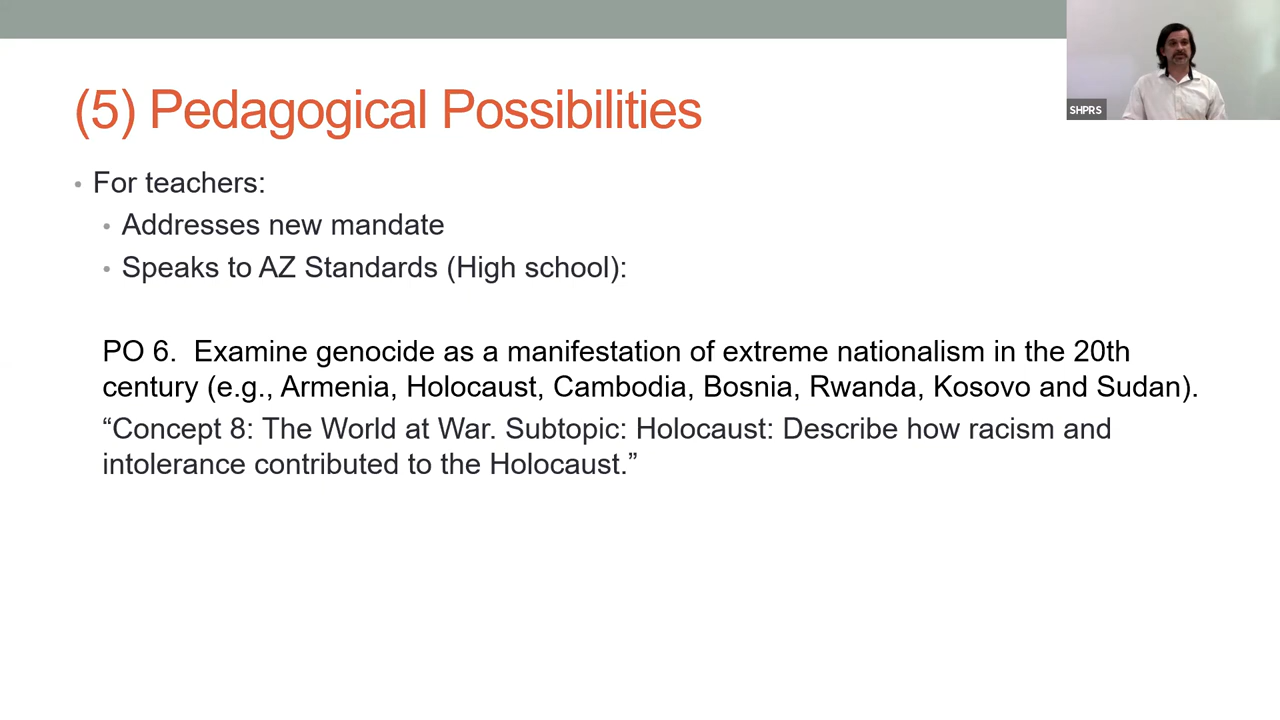 SHPRS
(5) Pedagogical Possibilities
• For teachers:
• Addresses new mandate
• Speaks to AZ Standards (High school):
PO 6.  Examine genocide as a manifestation of extreme nationalism in the 20th
century (e.g., Armenia, Holocaust, Cambodia, Bosnia, Rwanda, Kosovo and Sudan).
“Concept 8: The World at War. Subtopic: Holocaust: Describe how racism and
intolerance contributed to the Holocaust.”